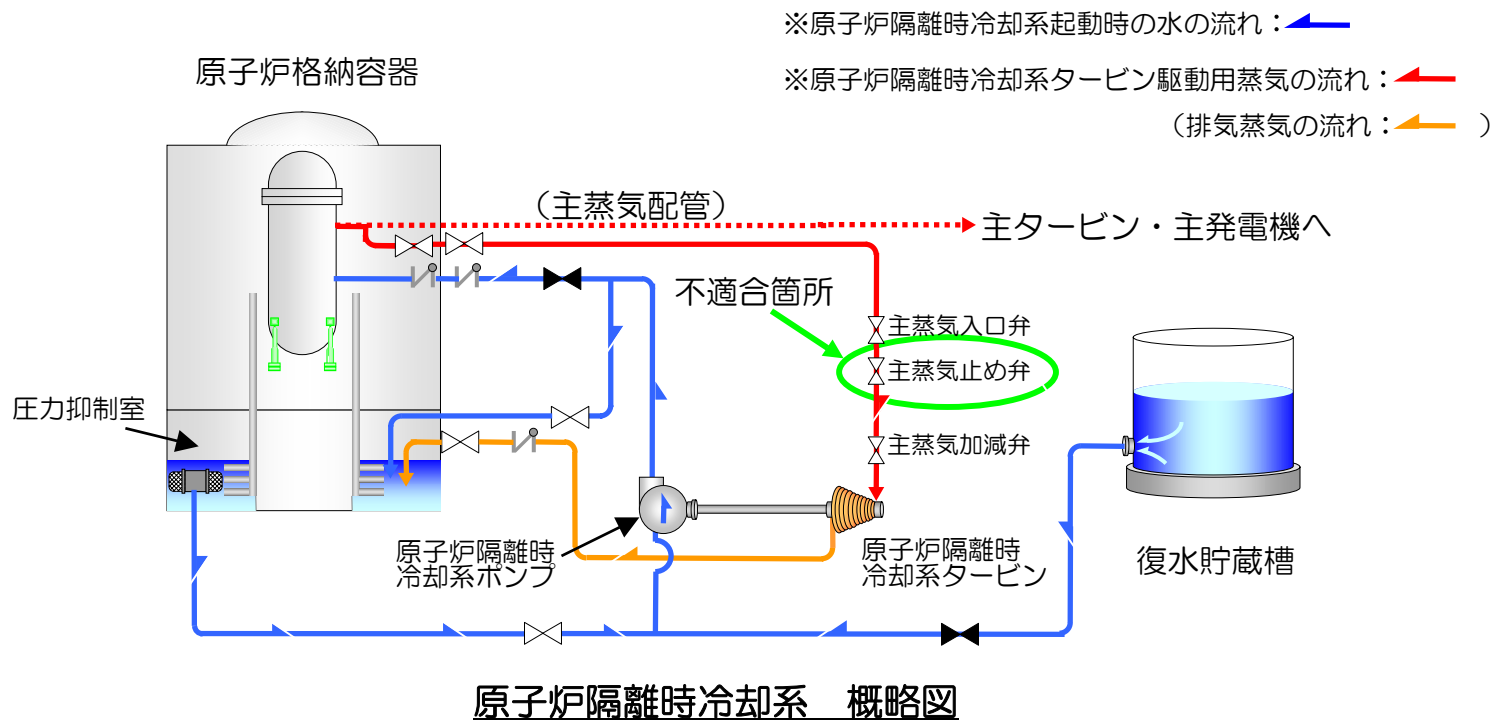 ※原子炉隔離時冷却系起動時の水の流れ：
原子炉格納容器
※原子炉隔離時冷却系タービン駆動用蒸気の流れ：
（排気蒸気の流れ：　）
（主蒸気配管）
主タービン・主発電機へ
不適合箇所
主蒸気入口弁
主蒸気止め弁
圧力抑制室
主蒸気加減弁
原子炉隔離時
冷却系ポンプ
原子炉隔離時
冷却系タービン
復水貯蔵槽
原子炉隔離時冷却系　概略図